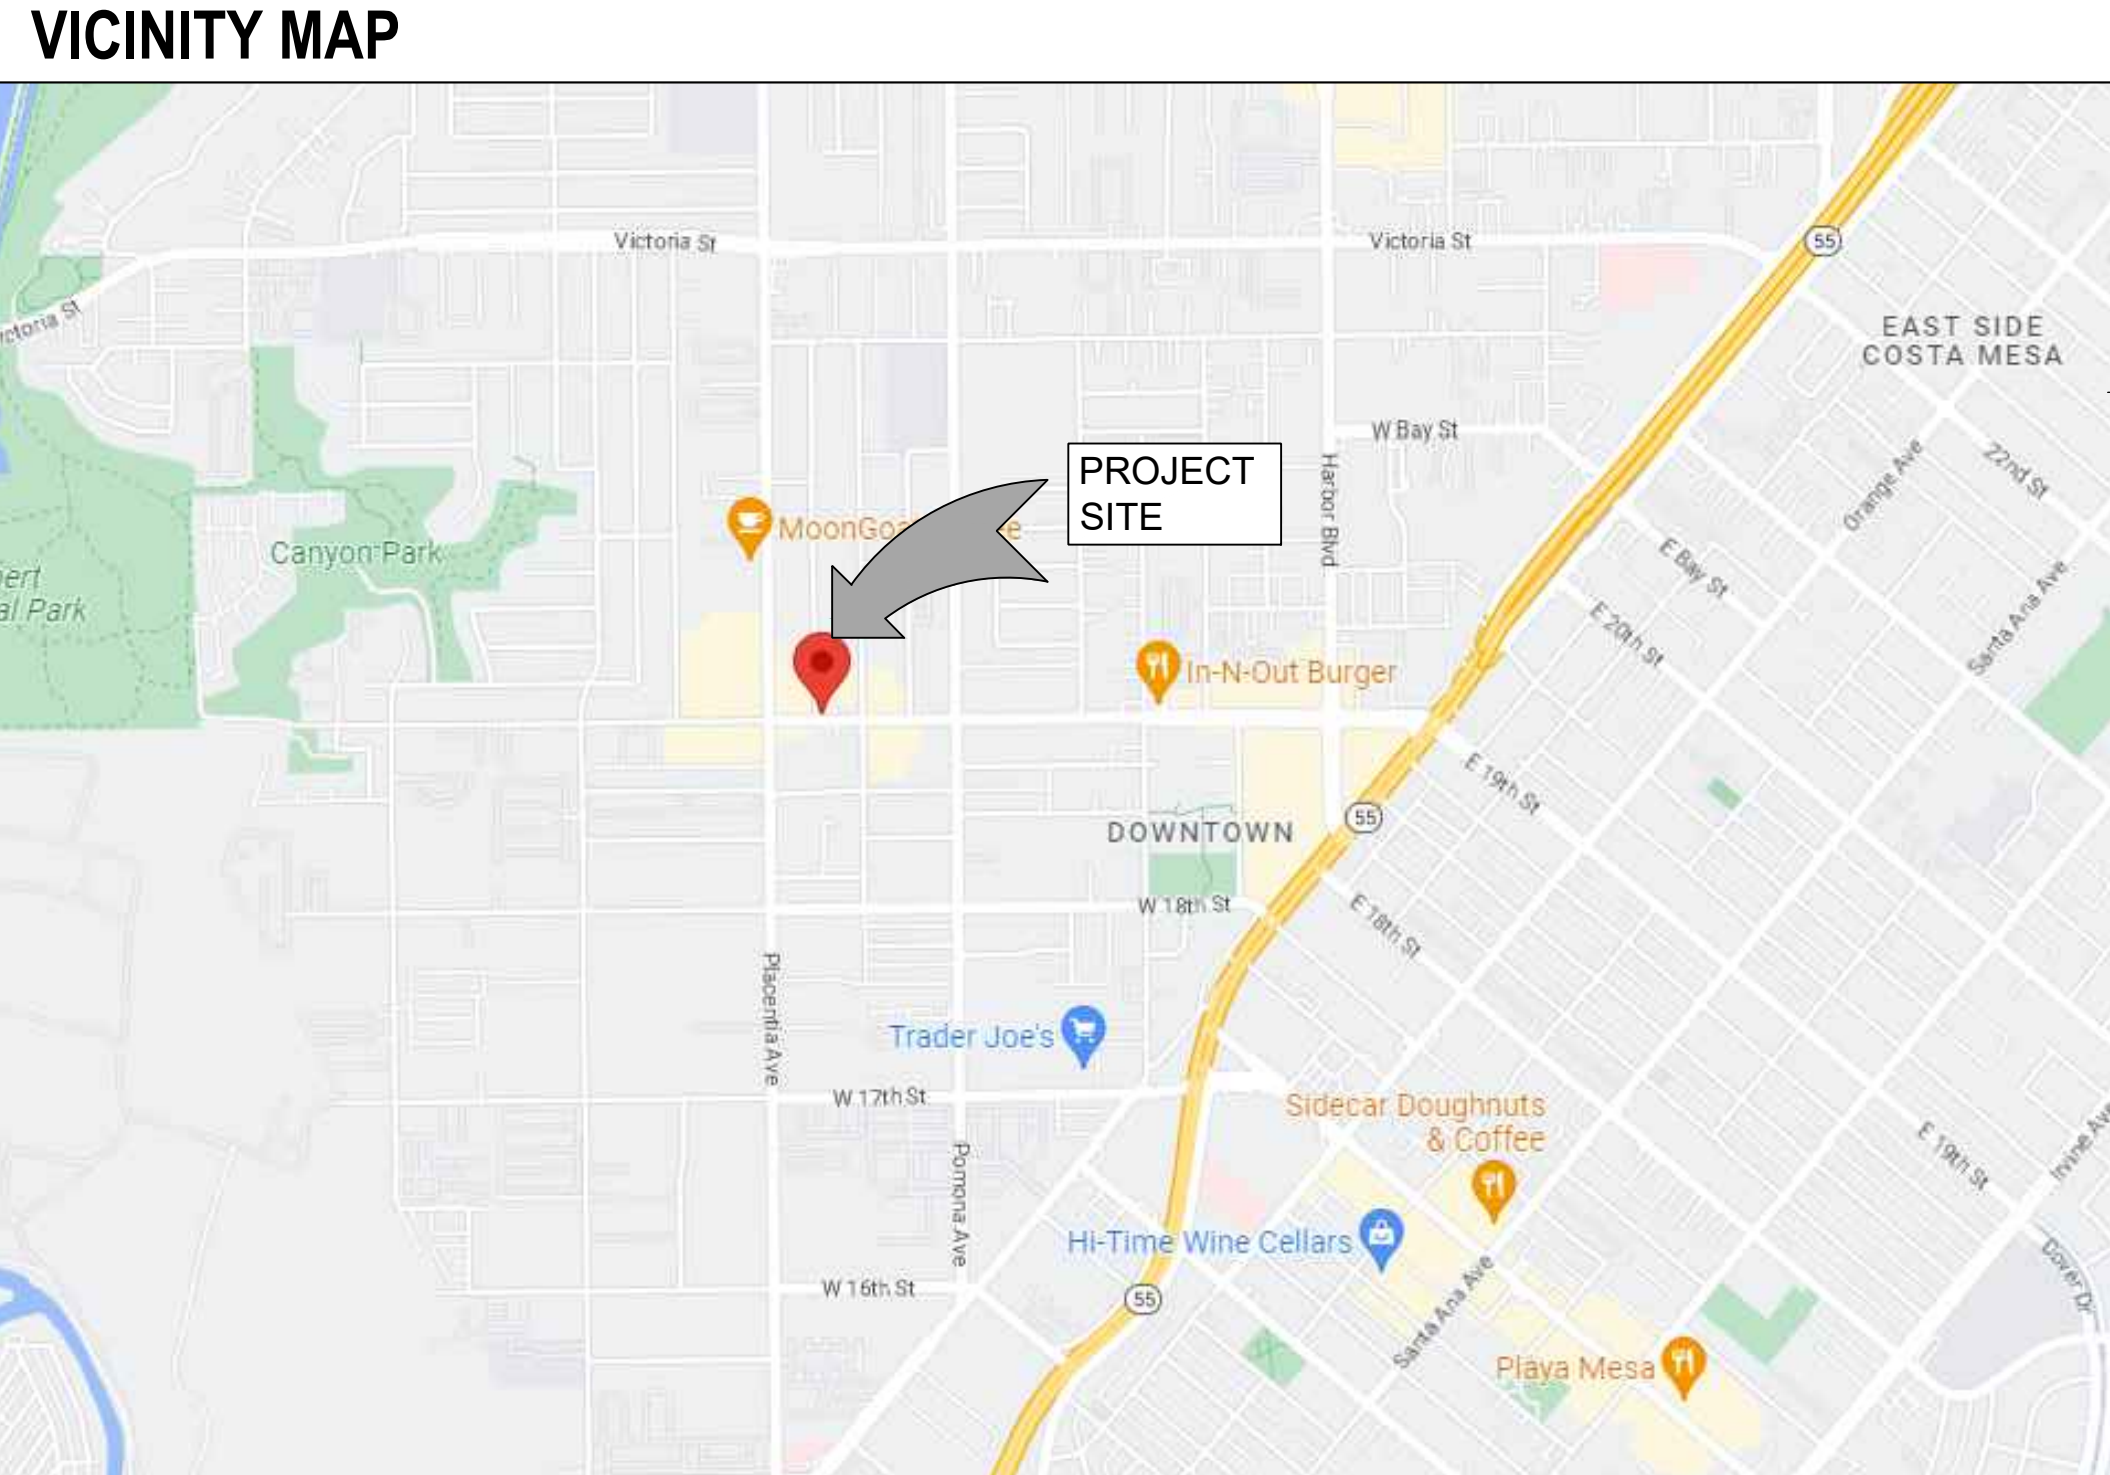 VICINITY MAP
Victoria St
Victoria St
55
EAST SIDE
COSTA MESA
W Bay St
PROJECT
SITE
Harbor Blvd
Orange Ave
22nd St
MoonGoa
e
Canyon Park
al Park
E Bay St
Santa Ana Ave
E 20th St
In-N-Out Burger
E 19th St
DOWNTOWN
55
W 18th St
E 18th St
Placentia Ave
Trader Joe's
W 17th St
Sidecar Doughnuts
& Coffee
E 19th St
Irvine Ave
Pomona Ave
Hi-Time Wine Cellars
Dover Dr
W 16th St
55
Santa Ana Ave
Playa Mesa